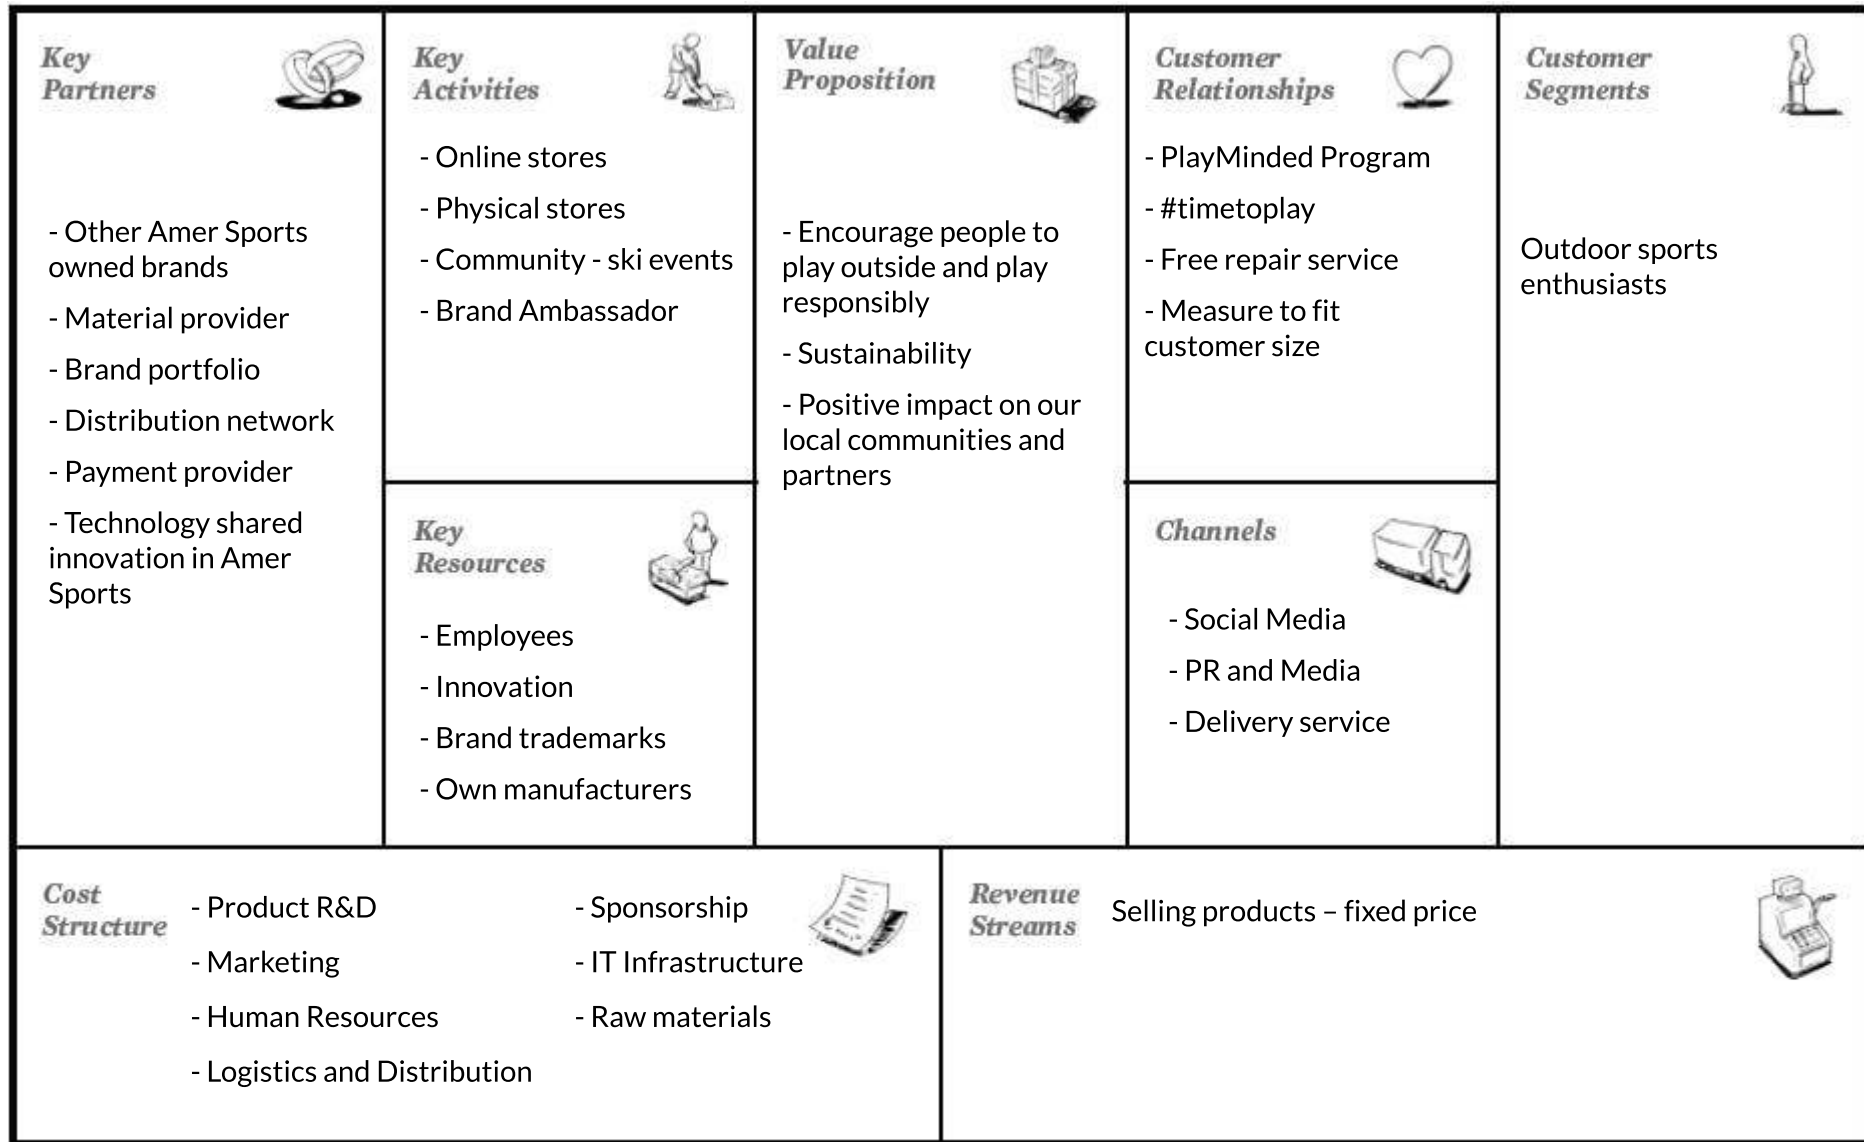 Key
Partners
- Other Amer Sports
owned brands
- Material provider
- Brand portfolio
- Distribution network
- Payment provider
- Technology shared
innovation in Amer
Sports
Key
Activities
- Online stores
- Physical stores
- Community - ski events
- Brand Ambassador
Key
Resources
- Employees
- Innovation
- Brand trademarks
- Own manufacturers
Value
Proposition
- Encourage people to
play outside and play
responsibly
- Sustainability
- Positive impact on our
local communities and
partners
Customer
Relationships
- PlayMinded Program
- #timetoplay
- Free repair service
- Measure to fit
customer size
Channels
- Social Media
- PR and Media
- Delivery service
Customer
Segments
Outdoor sports
enthusiasts
Cost
Structure
- Product R&D
- Marketing
- Human Resources
- Logistics and Distribution
- Sponsorship
- IT Infrastructure
- Raw materials
Revenue
Streams
Selling products – fixed price